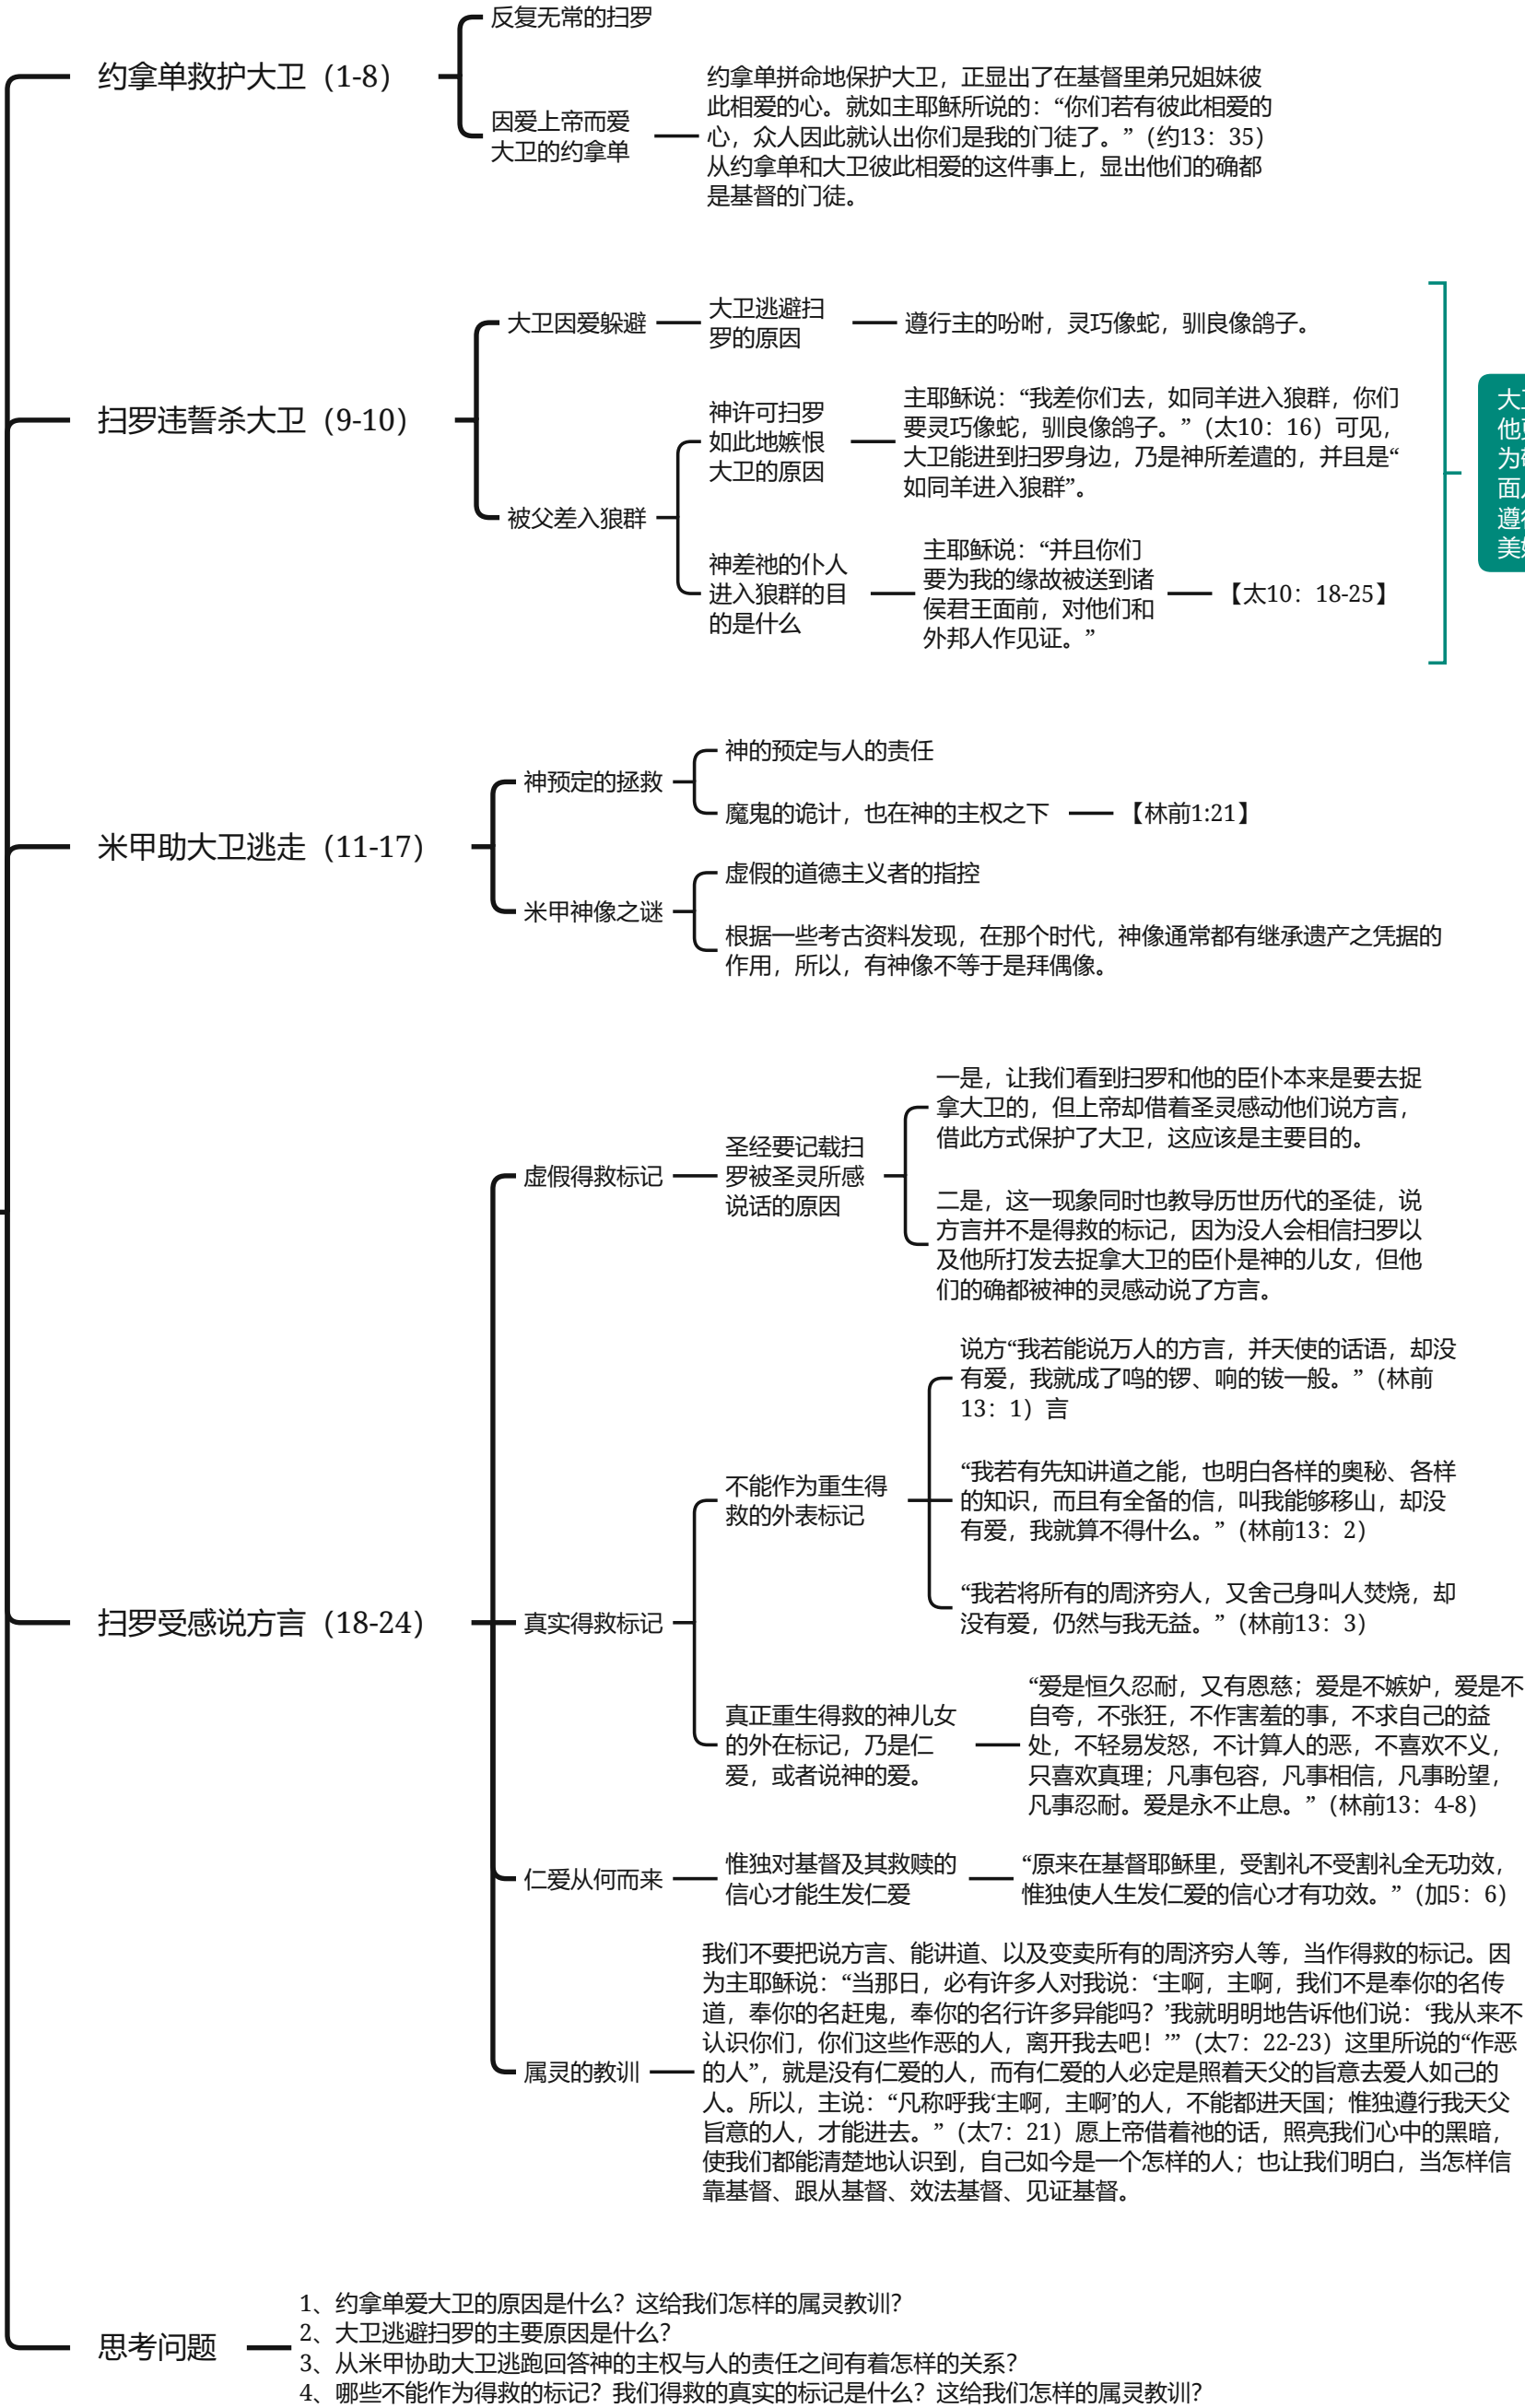 约拿单救护大卫（1-8）
反复无常的扫罗
因爱上帝而爱
大卫的约拿单
约拿单拼命地保护大卫，正显出了在基督里弟兄姐妹彼
此相爱的心。就如主耶稣所说的：“你们若有彼此相爱的
心，众人因此就认出你们是我的门徒了。”（约13：35）
从约拿单和大卫彼此相爱的这件事上，显出他们的确都
是基督的门徒。
扫罗违誓杀大卫（9-10）
大卫因爱躲避
大卫逃避扫
罗的原因
遵行主的吩咐，灵巧像蛇，驯良像鸽子。
被父差入狼群
神许可扫罗
如此地嫉恨
大卫的原因
主耶稣说：“我差你们去，如同羊进入狼群，你们
要灵巧像蛇，驯良像鸽子。”（太10：16）可见，
大卫能进到扫罗身边，乃是神所差遣的，并且是“
如同羊进入狼群”。
神差祂的仆人
进入狼群的目
的是什么
主耶稣说：“并且你们
要为我的缘故被送到诸
侯君王面前，对他们和
外邦人作见证。”
【太10：18-25】
大
他
为
面
遵
美
米甲助大卫逃走（11-17）
神预定的拯救
神的预定与人的责任
魔鬼的诡计，也在神的主权之下
【林前1:21】
米甲神像之谜
虚假的道德主义者的指控
根据一些考古资料发现，在那个时代，神像通常都有继承遗产之凭据的
作用，所以，有神像不等于是拜偶像。
扫罗受感说方言（18-24）
虚假得救标记
圣经要记载扫
罗被圣灵所感
说话的原因
一是，让我们看到扫罗和他的臣仆本来是要去捉
拿大卫的，但上帝却借着圣灵感动他们说方言，
借此方式保护了大卫，这应该是主要目的。
二是，这一现象同时也教导历世历代的圣徒，说
方言并不是得救的标记，因为没人会相信扫罗以
及他所打发去捉拿大卫的臣仆是神的儿女，但他
们的确都被神的灵感动说了方言。
真实得救标记
不能作为重生得
救的外表标记
说方“我若能说万人的方言，并天使的话语，却没
有爱，我就成了鸣的锣、响的钹一般。”（林前
13：1）言
“我若有先知讲道之能，也明白各样的奥秘、各样
的知识，而且有全备的信，叫我能够移山，却没
有爱，我就算不得什么。”（林前13：2）
“我若将所有的周济穷人，又舍己身叫人焚烧，却
没有爱，仍然与我无益。”（林前13：3）
真正重生得救的神儿女
的外在标记，乃是仁
爱，或者说神的爱。
“爱是恒久忍耐，又有恩慈；爱是不嫉妒，爱是不
自夸，不张狂，不作害羞的事，不求自己的益
处，不轻易发怒，不计算人的恶，不喜欢不义，
只喜欢真理；凡事包容，凡事相信，凡事盼望，
凡事忍耐。爱是永不止息。”（林前13：4-8）
仁爱从何而来
惟独对基督及其救赎的
信心才能生发仁爱
“原来在基督耶稣里，受割礼不受割礼全无功效，
惟独使人生发仁爱的信心才有功效。”（加5：6）
属灵的教训
我们不要把说方言、能讲道、以及变卖所有的周济穷人等，当作得救的标记。因
为主耶稣说：“当那日，必有许多人对我说：‘主啊，主啊，我们不是奉你的名传
道，奉你的名赶鬼，奉你的名行许多异能吗？’我就明明地告诉他们说：‘我从来不
认识你们，你们这些作恶的人，离开我去吧！’”（太7：22-23）这里所说的“作恶
的人”，就是没有仁爱的人，而有仁爱的人必定是照着天父的旨意去爱人如己的
人。所以，主说：“凡称呼我‘主啊，主啊’的人，不能都进天国；惟独遵行我天父
旨意的人，才能进去。”（太7：21）愿上帝借着祂的话，照亮我们心中的黑暗，
使我们都能清楚地认识到，自己如今是一个怎样的人；也让我们明白，当怎样信
靠基督、跟从基督、效法基督、见证基督。
思考问题
1、约拿单爱大卫的原因是什么？这给我们怎样的属灵教训？
2、大卫逃避扫罗的主要原因是什么？
3、从米甲协助大卫逃跑回答神的主权与人的责任之间有着怎样的关系？
4、哪些不能作为得救的标记？我们得救的真实的标记是什么？这给我们怎样的属灵教训？